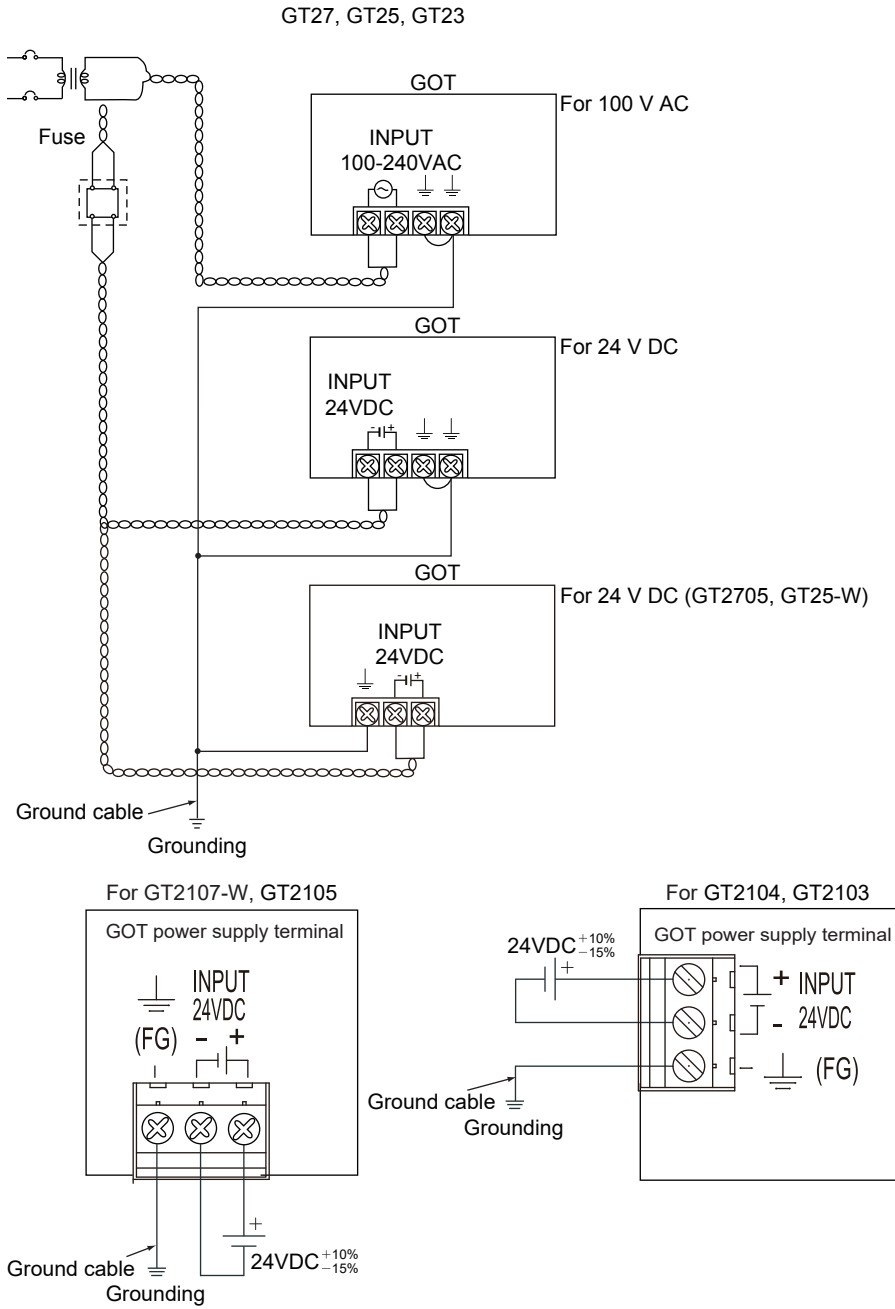 GT27, GT25, GT23
GOT
For 100 V AC
Fuse
INPUT
100-240VAC
GOT
For 24 V DC
INPUT
24VDC
- +
GOT
For 24 V DC (GT2705, GT25-W)
INPUT
24VDC
- +
Ground cable
Grounding
For GT2107-W, GT2105
GOT power supply terminal
INPUT
24VDC
(FG)
- +
+
24VDC +10% −15%
Ground cable
Grounding
For GT2104, GT2103
GOT power supply terminal
24VDC +10% −15%
+
+ INPUT
- 24VDC
(FG)
Ground cable
Grounding